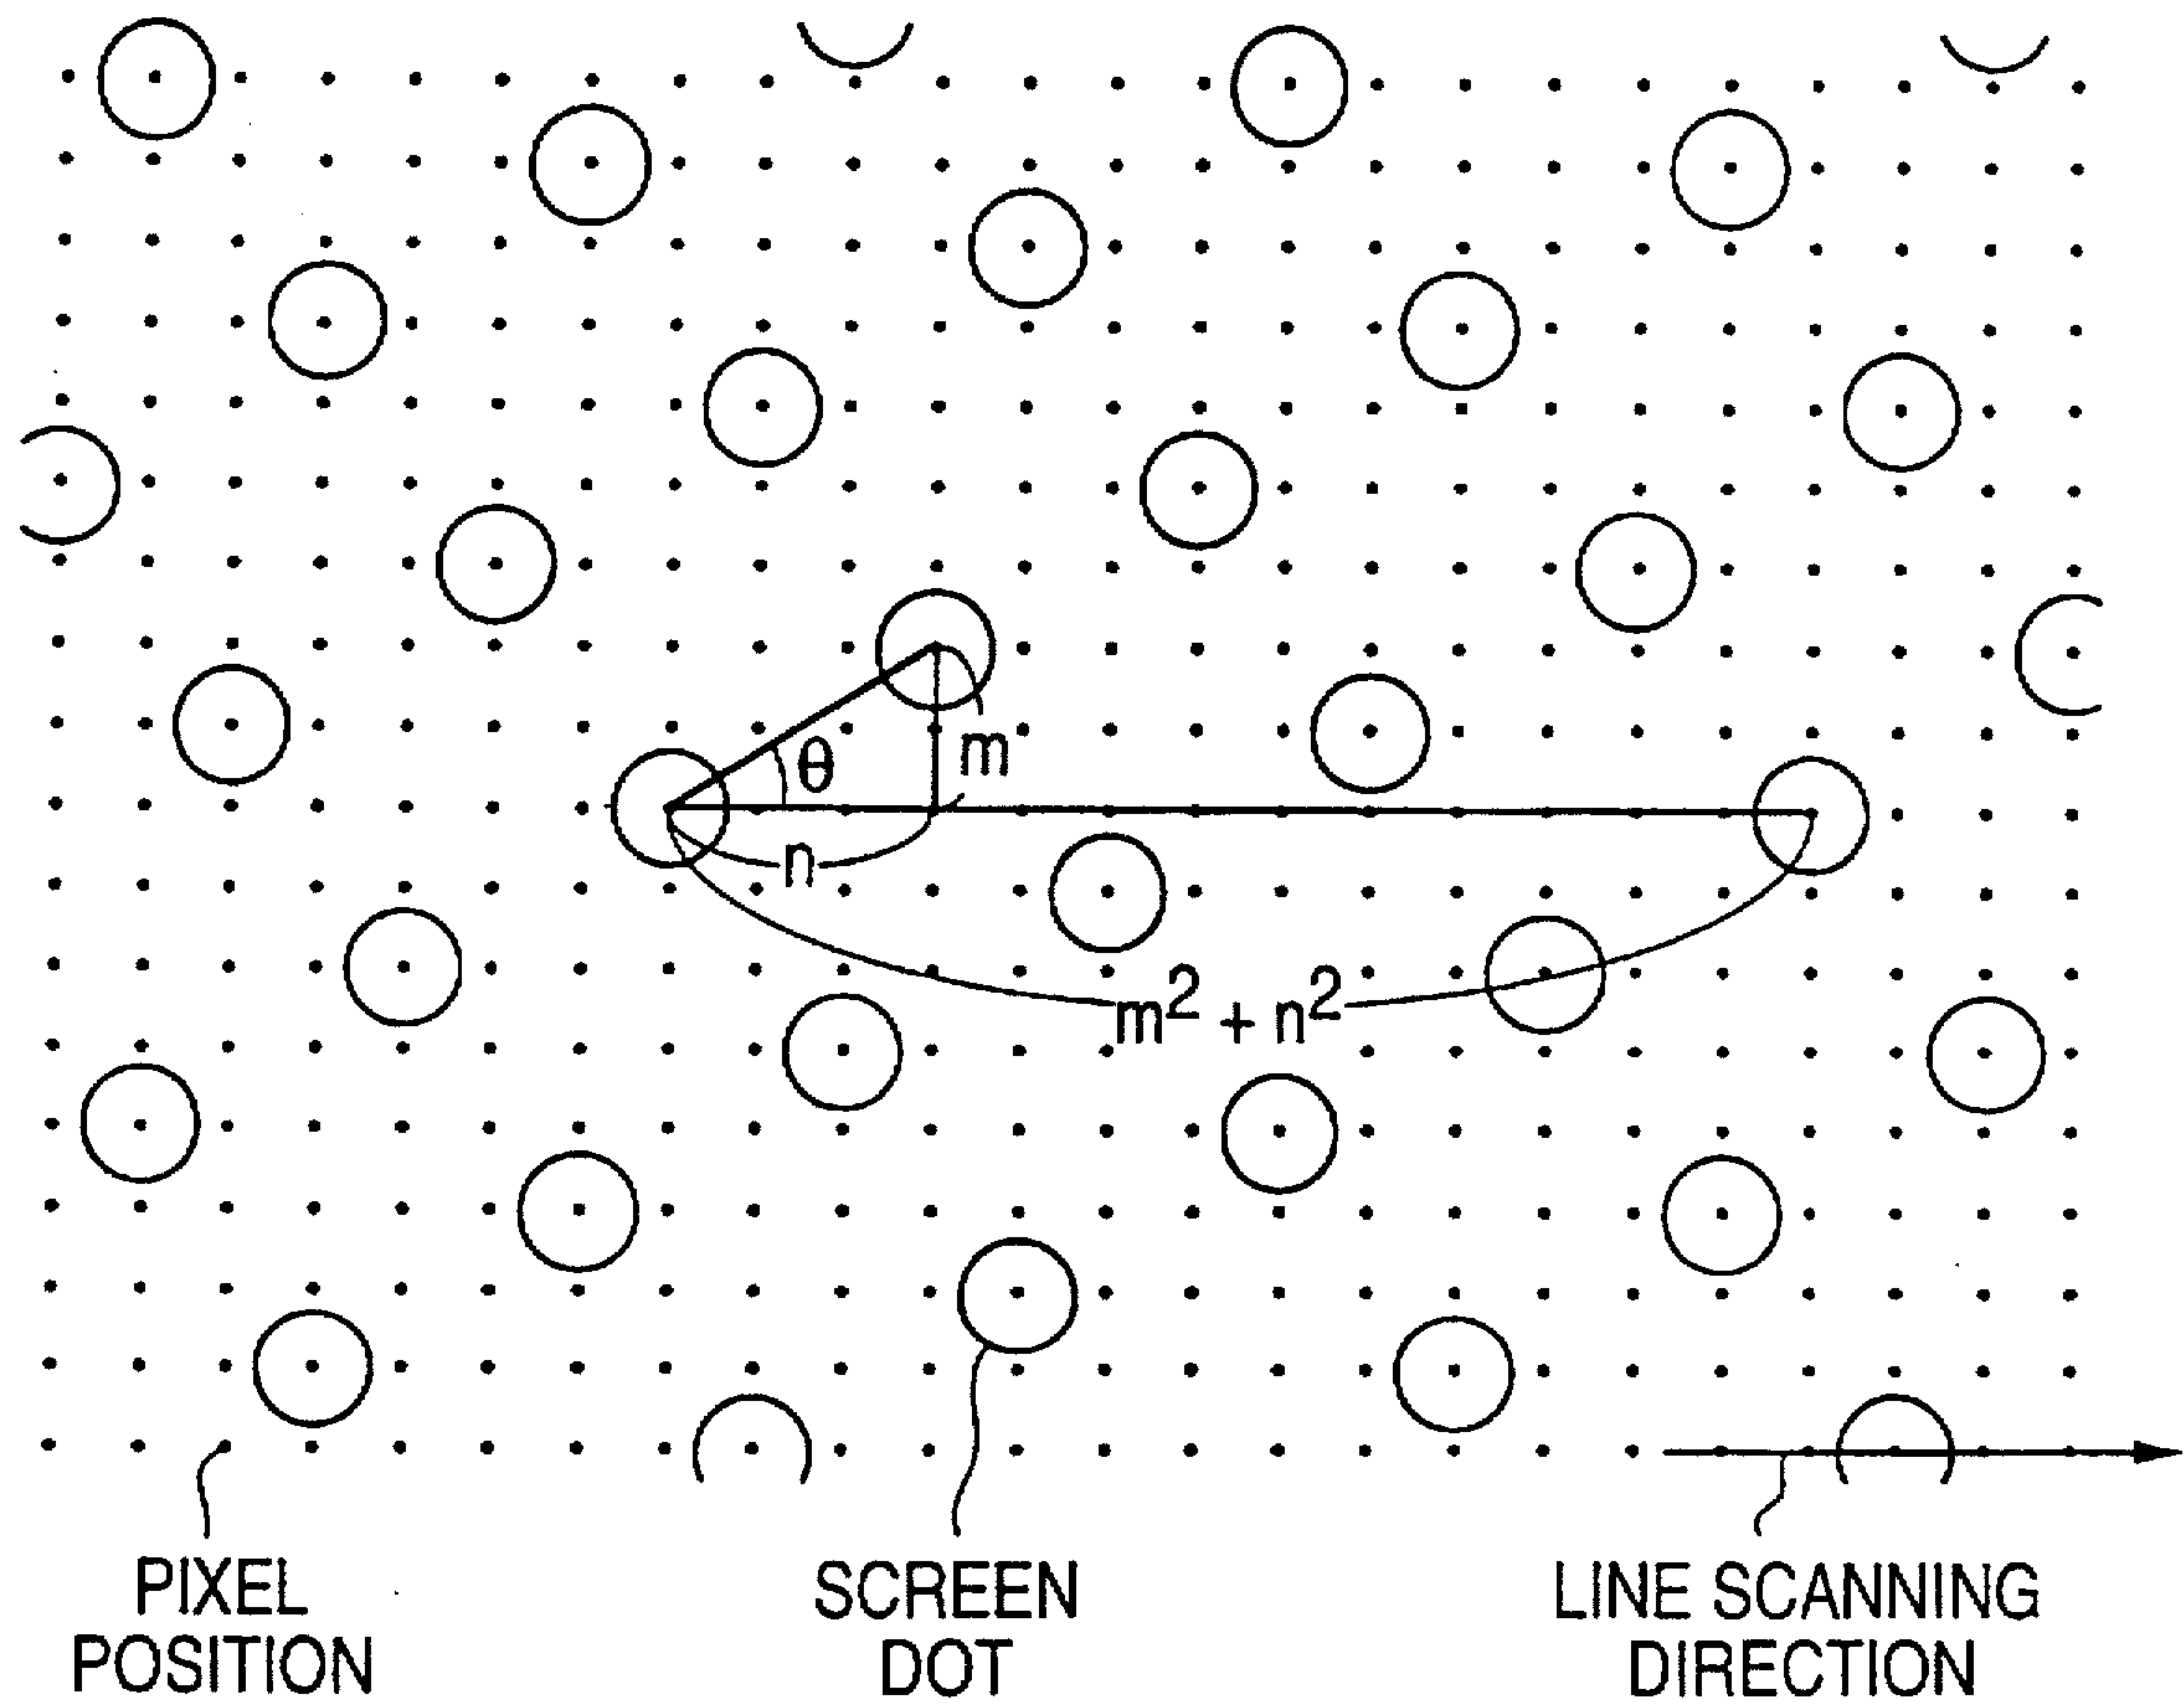 θ
m
n
m² + n²
PIXEL
POSITION
SCREEN
DOT
LINE SCANNING
DIRECTION